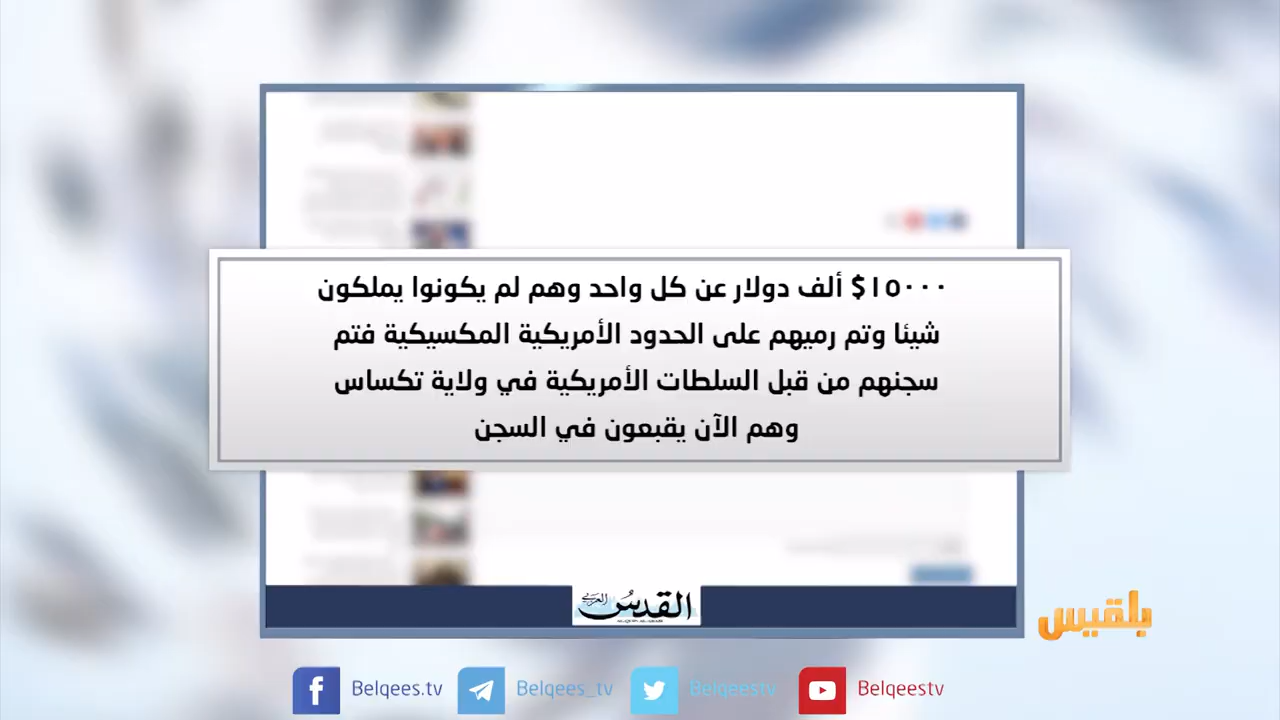 $١٥٠٠٠ ألف دولار عن كل واحد وهم لم يكونوا يملكون
شيئا وتم رميهم على الحدود الأمريكية المكسيكية فتم
سجنهم من قبل السلطات الأمريكية في ولاية تكساس
وهم الآن يقبعون في السجن
القدس العربي
بلقيس
Belqees.tv
Belqees_tv
Belqeestv
Belqeestv